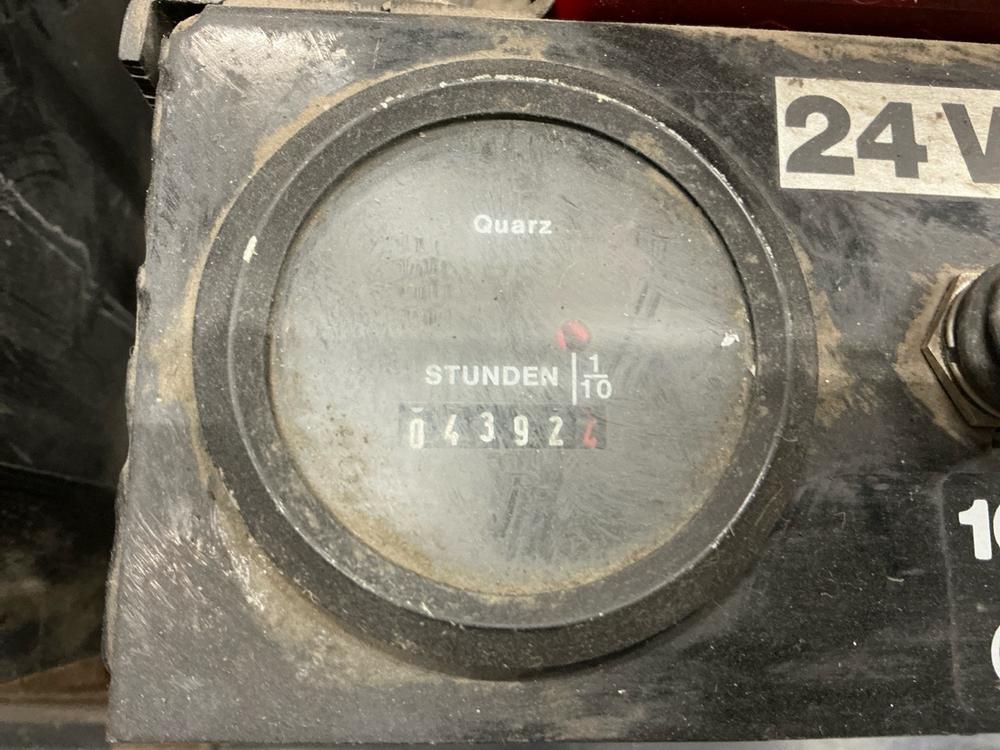 24 V
Quarz
STUNDEN 1/10
043924